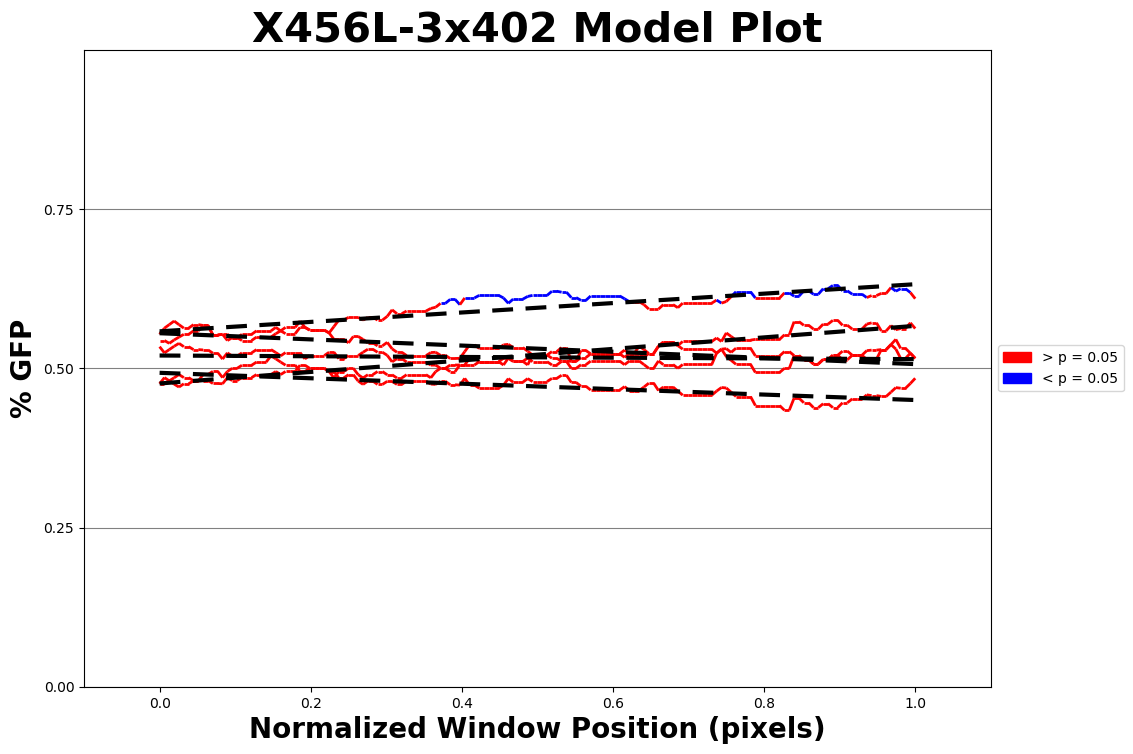 X456L-3x402 Model Plot
% GFP
0.75
0.50
0.25
0.00
0.0 0.2 0.4 0.6 0.8 1.0
Normalized Window Position (pixels)
> p = 0.05
< p = 0.05